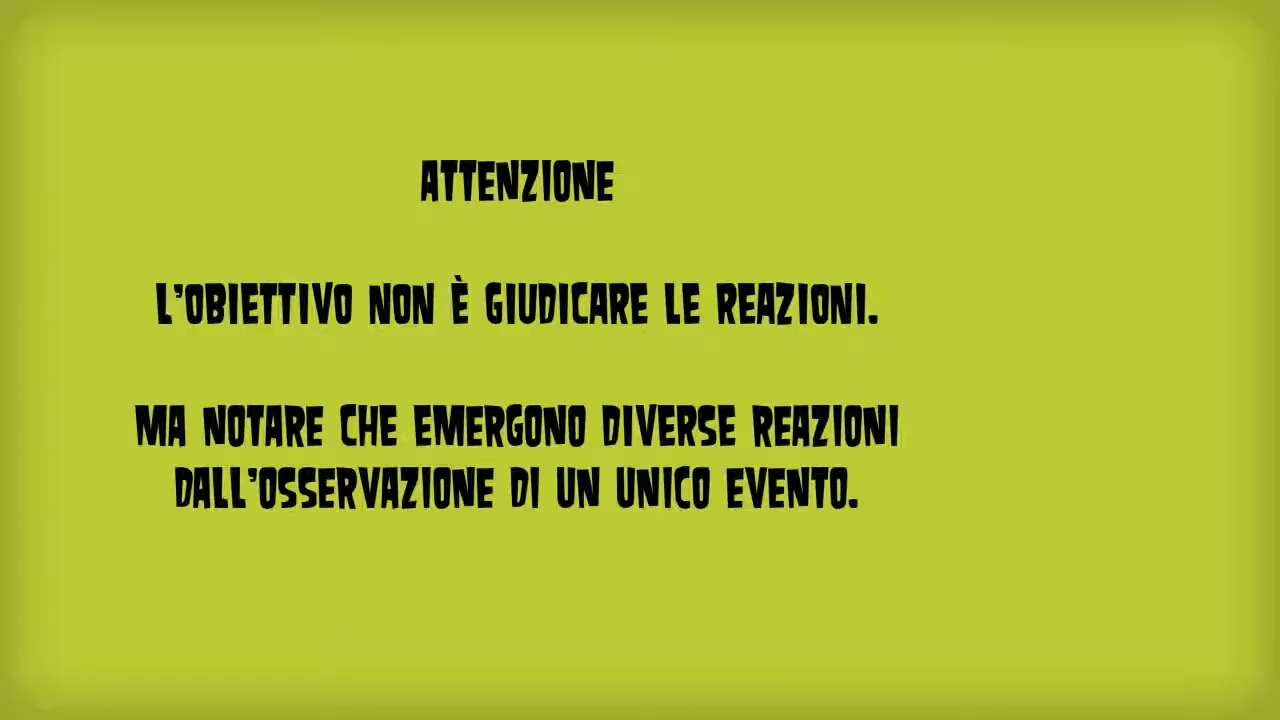 ATTENZIONE
L'OBIETTIVO NON È GIUDICARE LE REAZIONI.
MA NOTARE CHE EMERGONO DIVERSE REAZIONI
DALL'OSSERVAZIONE DI UN UNICO EVENTO.